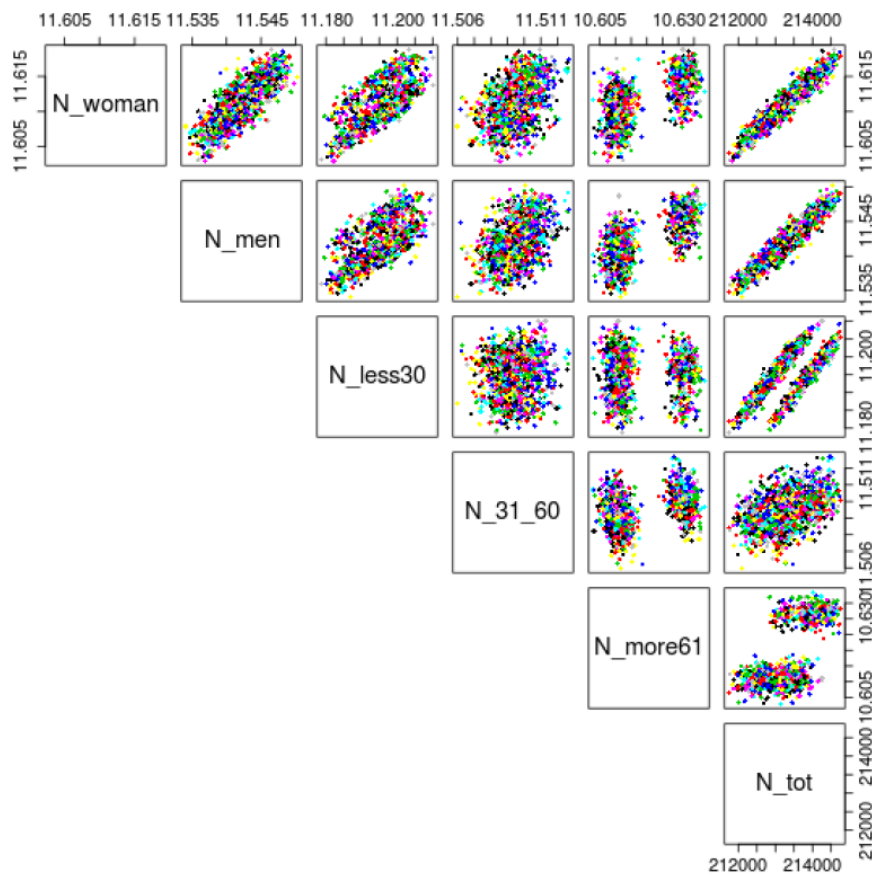 11.605 11.615 11.535 11.545 11.180 11.200 11.506 11.511 10.605 10.630 212000 214000
N_woman 11.605 11.615
N_men 11.535 11.545
N_less30 11.180 11.200
N_31_60 11.506 11.511
N_more61 10.605 10.630
N_tot 212000 214000
212000 214000